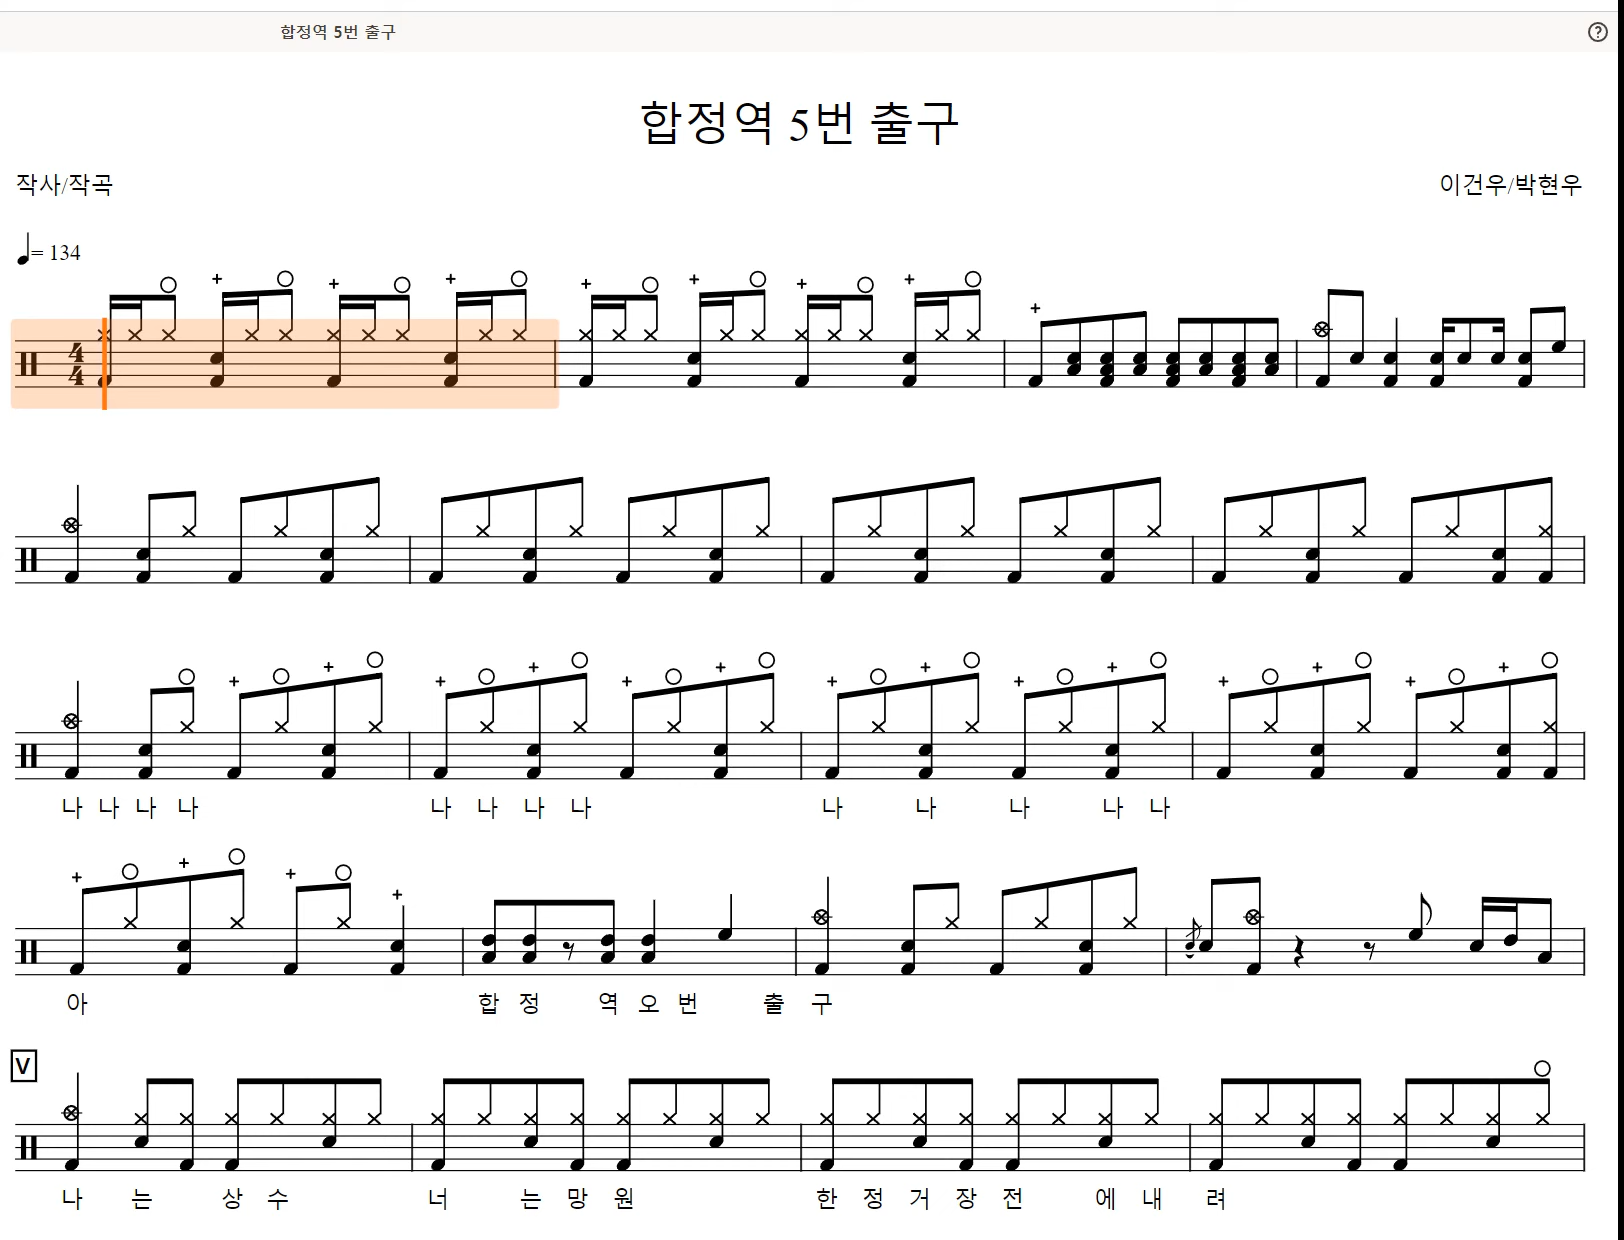 합정역 5번 출구
합정역 5번 출구
작사/작곡
이건우/박현우
= 134
나 나 나 나 나 나 나 나 나 나 나 나 나
아 합 정 역 오 번 출 구
V
나 는 상 수 너 는 망 원 한 정 거 장 전 에 내 려